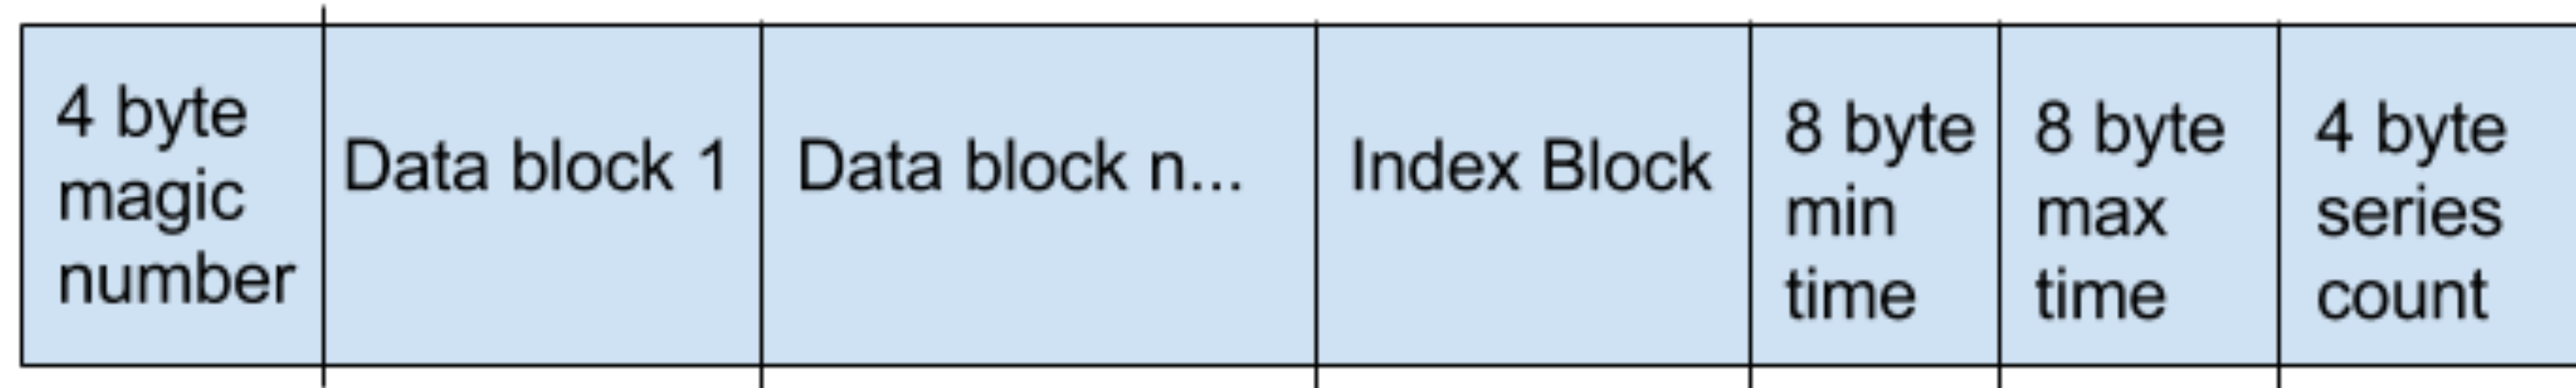 4 byte
magic
number
Data block 1
Data block n...
Index Block
8 byte
min
time
8 byte
max
time
4 byte
series
count